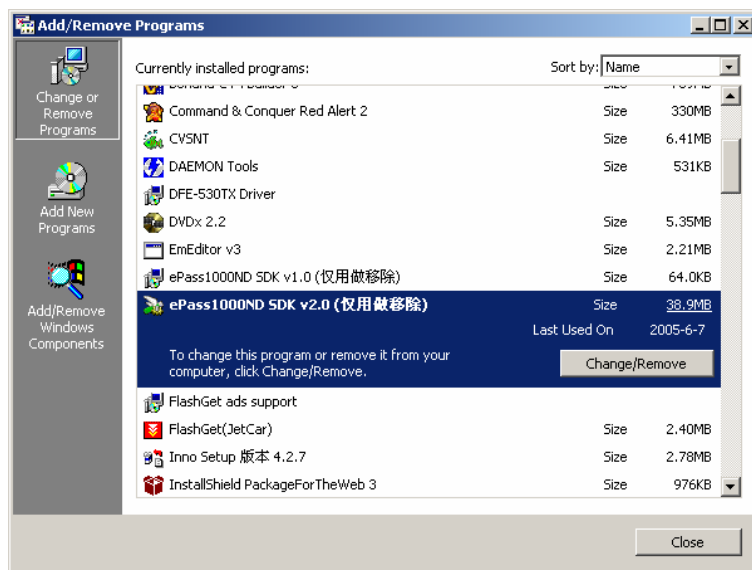 Add/Remove Programs
Change or
Remove
Programs
Add New
Programs
Add/Remove
Windows
Components
Currently installed programs:
Sort by: Name
Command & Conquer Red Alert 2 Size 330MB
CVSNT Size 6.41MB
DAEMON Tools Size 531KB
DFE-530TX Driver
DVDx 2.2 Size 5.35MB
EmEditor v3 Size 2.21MB
ePass1000ND SDK v1.0 (仅用做移除) Size 64.0KB
ePass1000ND SDK v2.0 (仅用做移除) Size 38.9MB
Last Used On 2005-6-7
To change this program or remove it from your
computer, click Change/Remove.
Change/Remove
FlashGet ads support
FlashGet(JetCar) Size 2.40MB
Inno Setup 版本 4.2.7 Size 2.78MB
InstallShield PackageForTheWeb 3 Size 976KB
Close